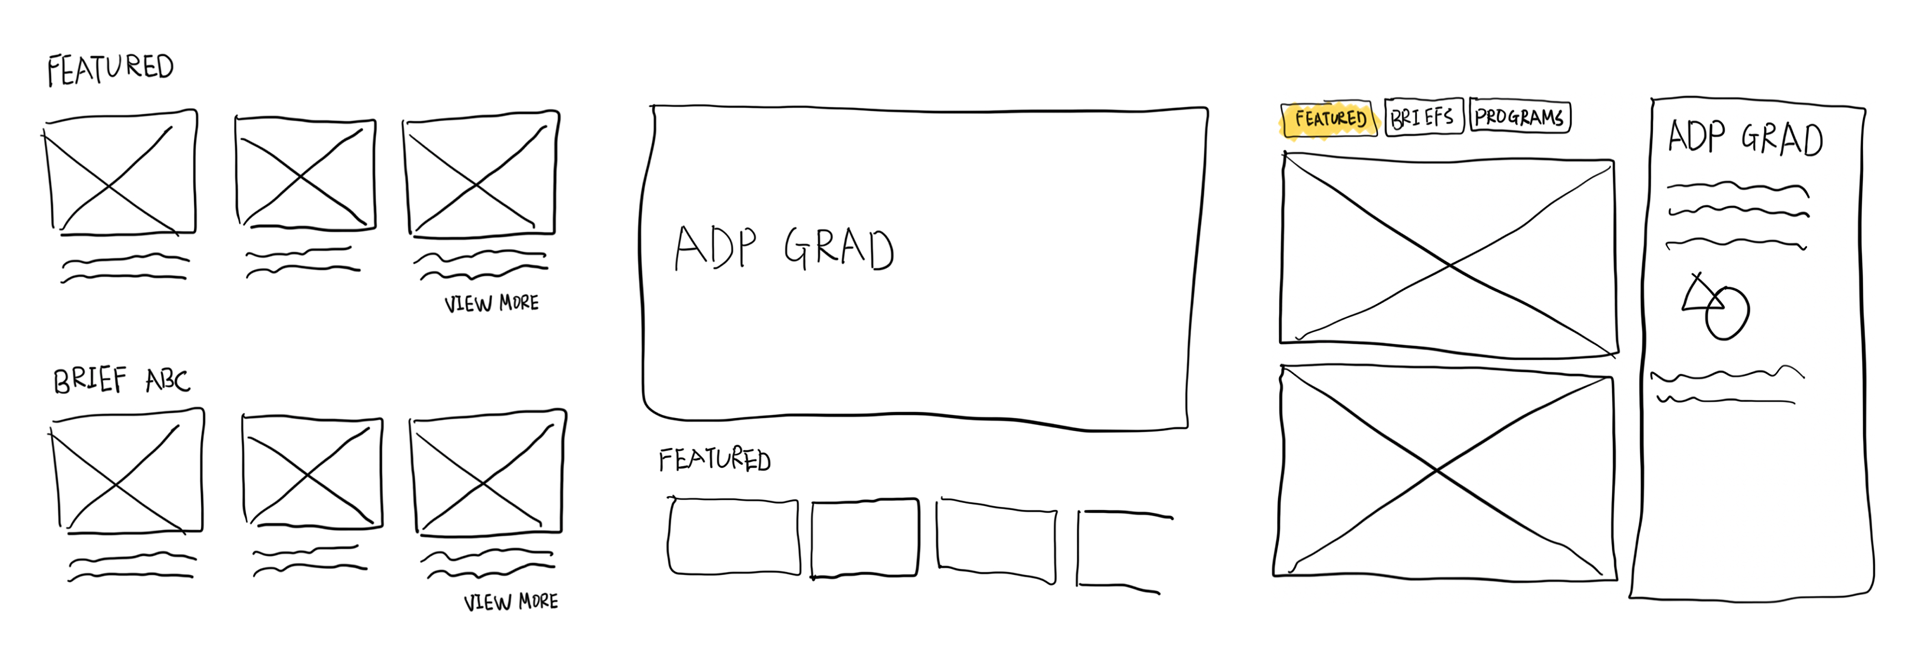 FEATURED
VIEW MORE
BRIEF ABC
VIEW MORE
ADP GRAD
FEATURED
FEATURED
BRIEFS
PROGRAMS
ADP GRAD